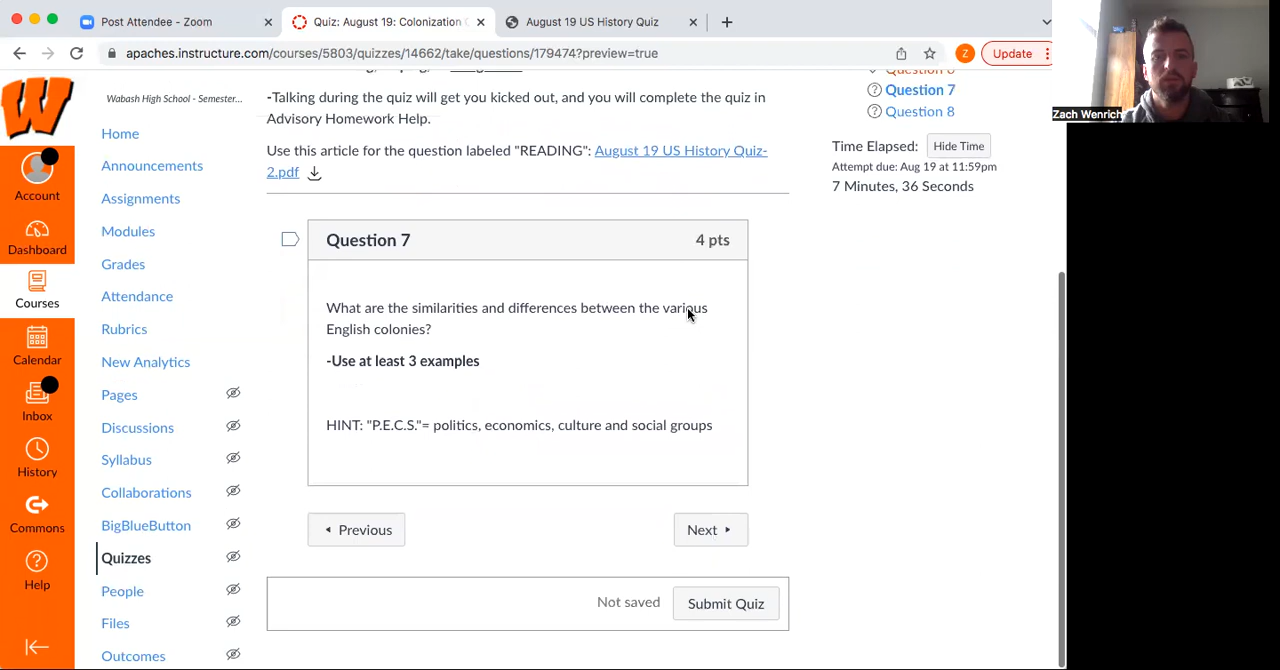 Post Attendee - Zoom
Quiz: August 19: Colonization
August 19 US History Quiz
apaches.instructure.com/courses/5803/quizzes/14662/take/questions/179474?preview=true
Z
Update
Zach Wenrich
W
Account
Dashboard
Courses
Calendar
Inbox
History
Commons
Help
Wabash High School - Semester...
Home
Announcements
Assignments
Modules
Grades
Attendance
Rubrics
New Analytics
Pages
Discussions
Syllabus
Collaborations
BigBlueButton
Quizzes
People
Files
Outcomes
-Talking during the quiz will get you kicked out, and you will complete the quiz in
Advisory Homework Help.
Use this article for the question labeled "READING": August 19 US History Quiz-
2.pdf
Question 7
4 pts
What are the similarities and differences between the various
English colonies?
-Use at least 3 examples
HINT: "P.E.C.S."= politics, economics, culture and social groups
Previous
Next
Not saved
Submit Quiz
Question 7
Question 8
Time Elapsed:
Hide Time
Attempt due: Aug 19 at 11:59pm
7 Minutes, 36 Seconds